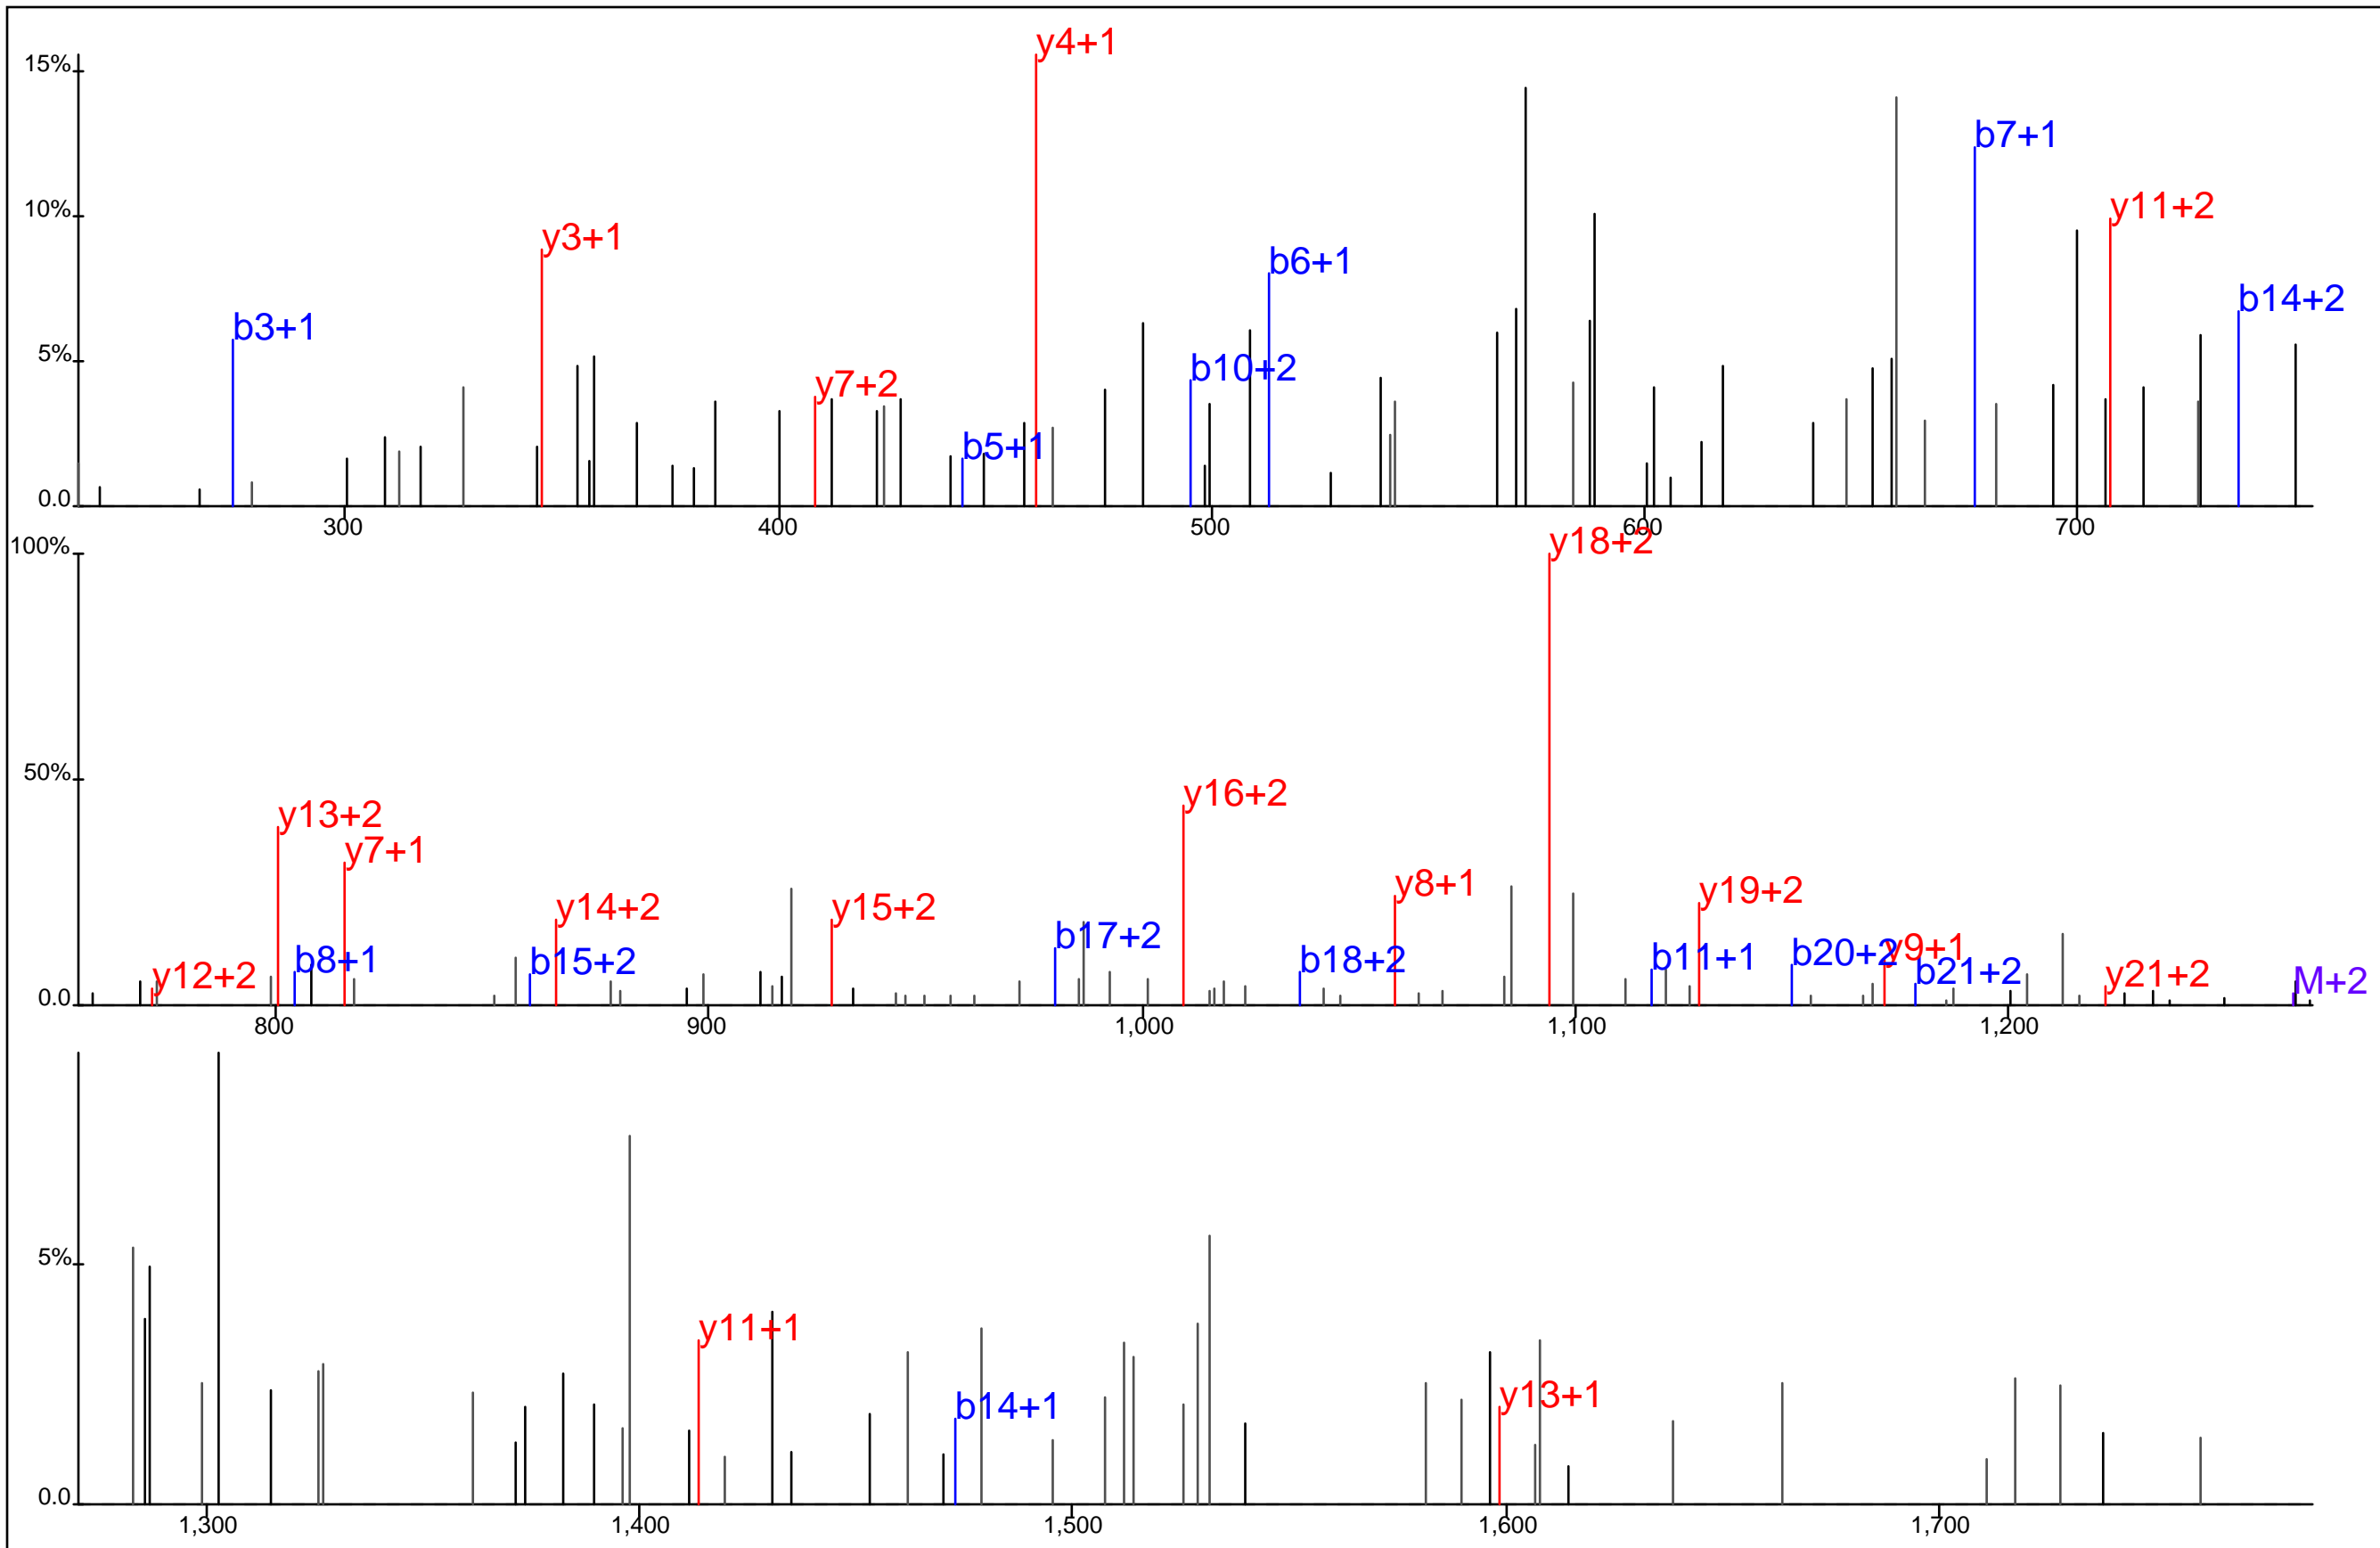 y4+1
15%
b7+1
10%
y11+2
y3+1
b6+1
b14+2
b3+1
5%
b10+2
y7+2
b5+1
0.0
300
400
500
600
700
y18+2
100%
50%
y16+2
y13+2
y7+1
y8+1
y19+2
y14+2
y15+2
b17+2
y9+1
b20+2
b11+1
b18+2
b8+1
b15+2
b21+2
y12+2
y21+2
M+2
0.0
800
900
1,000
1,100
1,200
5%
y11+1
y13+1
b14+1
0.0
1,300
1,400
1,500
1,600
1,700